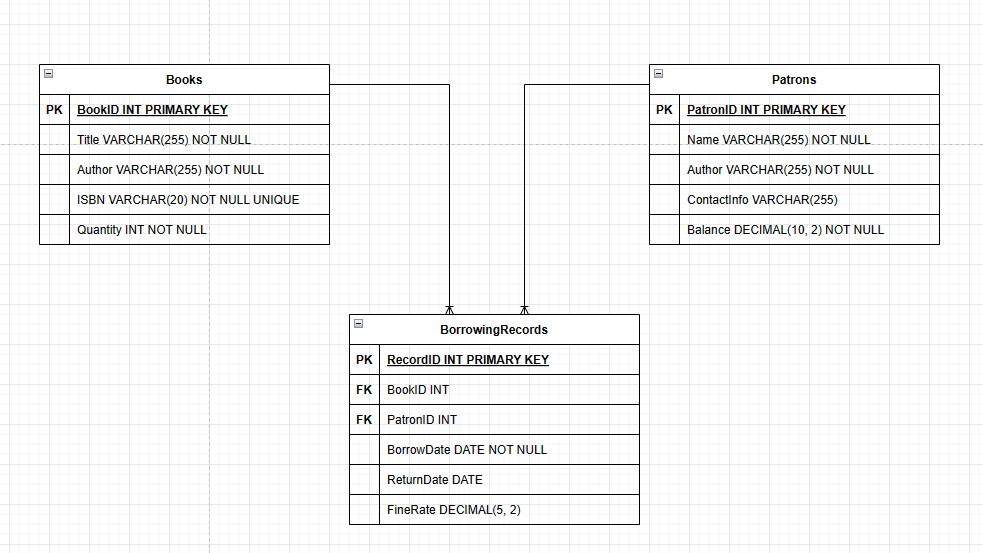 Books
PK BookID INT PRIMARY KEY
Title VARCHAR(255) NOT NULL
Author VARCHAR(255) NOT NULL
ISBN VARCHAR(20) NOT NULL UNIQUE
Quantity INT NOT NULL
Patrons
PK PatronID INT PRIMARY KEY
Name VARCHAR(255) NOT NULL
Author VARCHAR(255) NOT NULL
ContactInfo VARCHAR(255)
Balance DECIMAL(10, 2) NOT NULL
BorrowingRecords
PK RecordID INT PRIMARY KEY
FK BookID INT
FK PatronID INT
BorrowDate DATE NOT NULL
ReturnDate DATE
FineRate DECIMAL(5, 2)